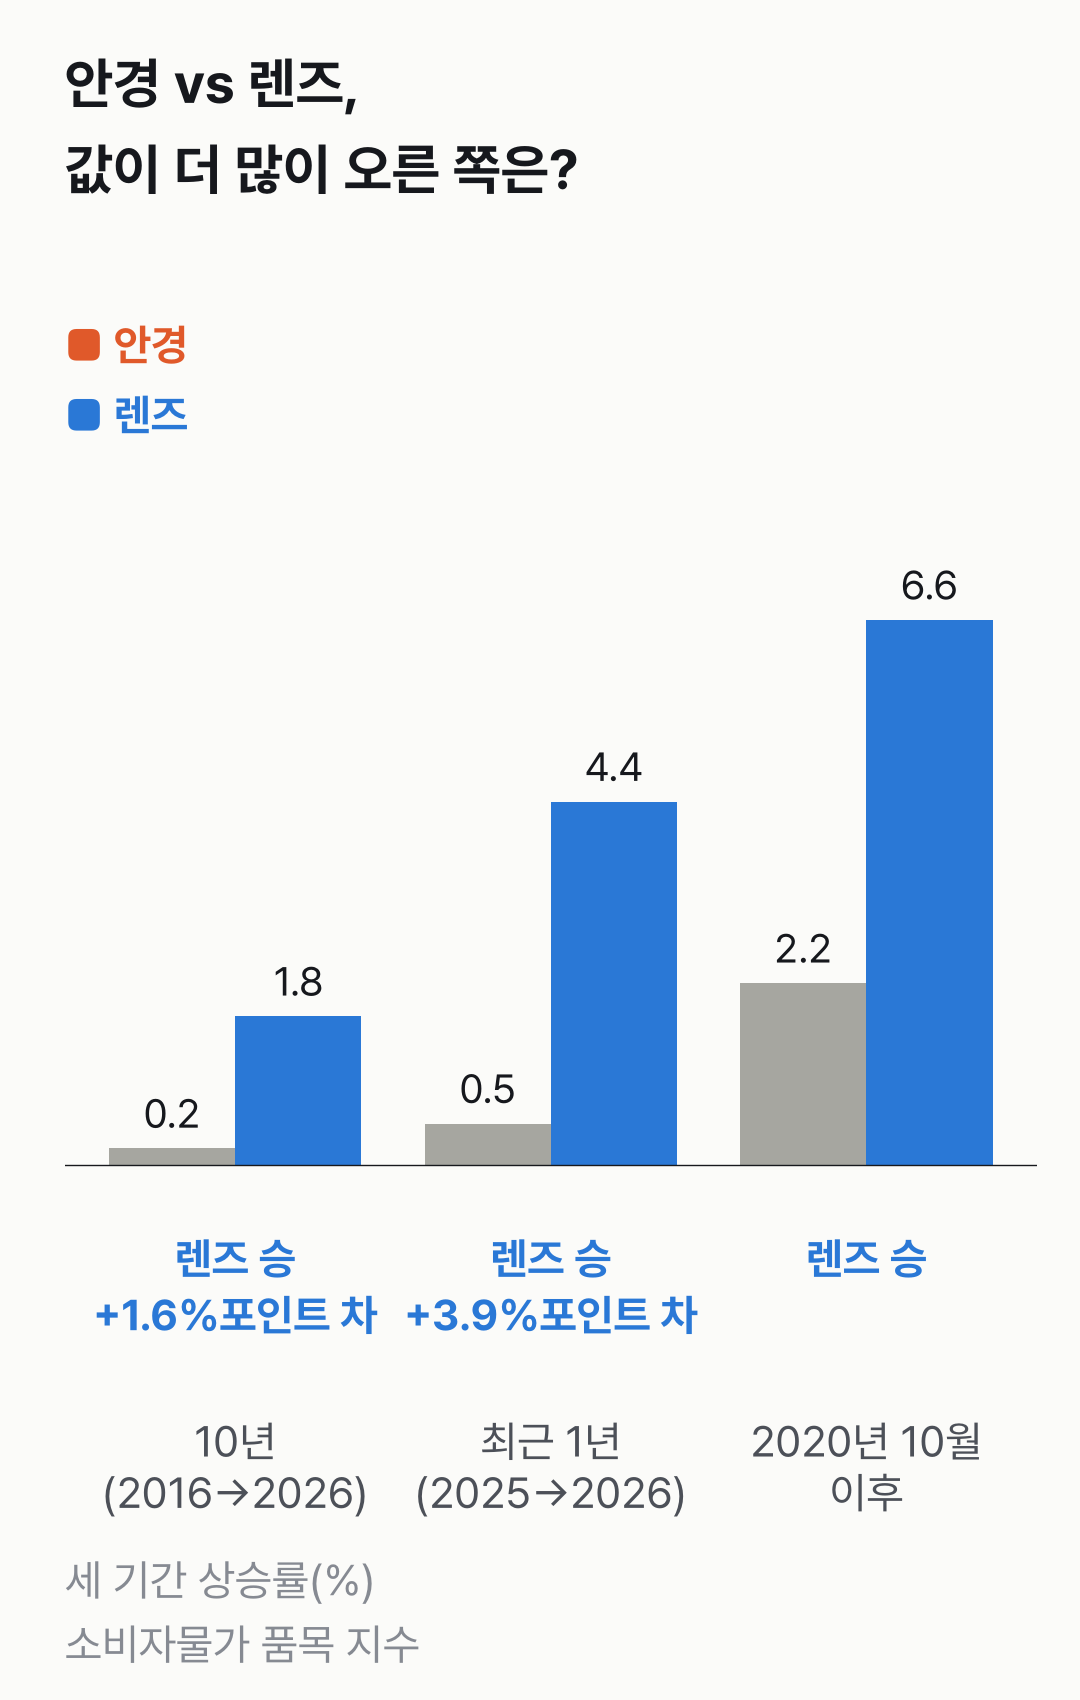 안경 vs 렌즈,
값이 더 많이 오른 쪽은?
안경
렌즈
0.2
1.8
0.5
4.4
2.2
6.6
렌즈 승
+1.6%포인트 차
렌즈 승
+3.9%포인트 차
렌즈 승
10년
(2016→2026)
최근 1년
(2025→2026)
2020년 10월
이후
세 기간 상승률(%)
소비자물가 품목 지수